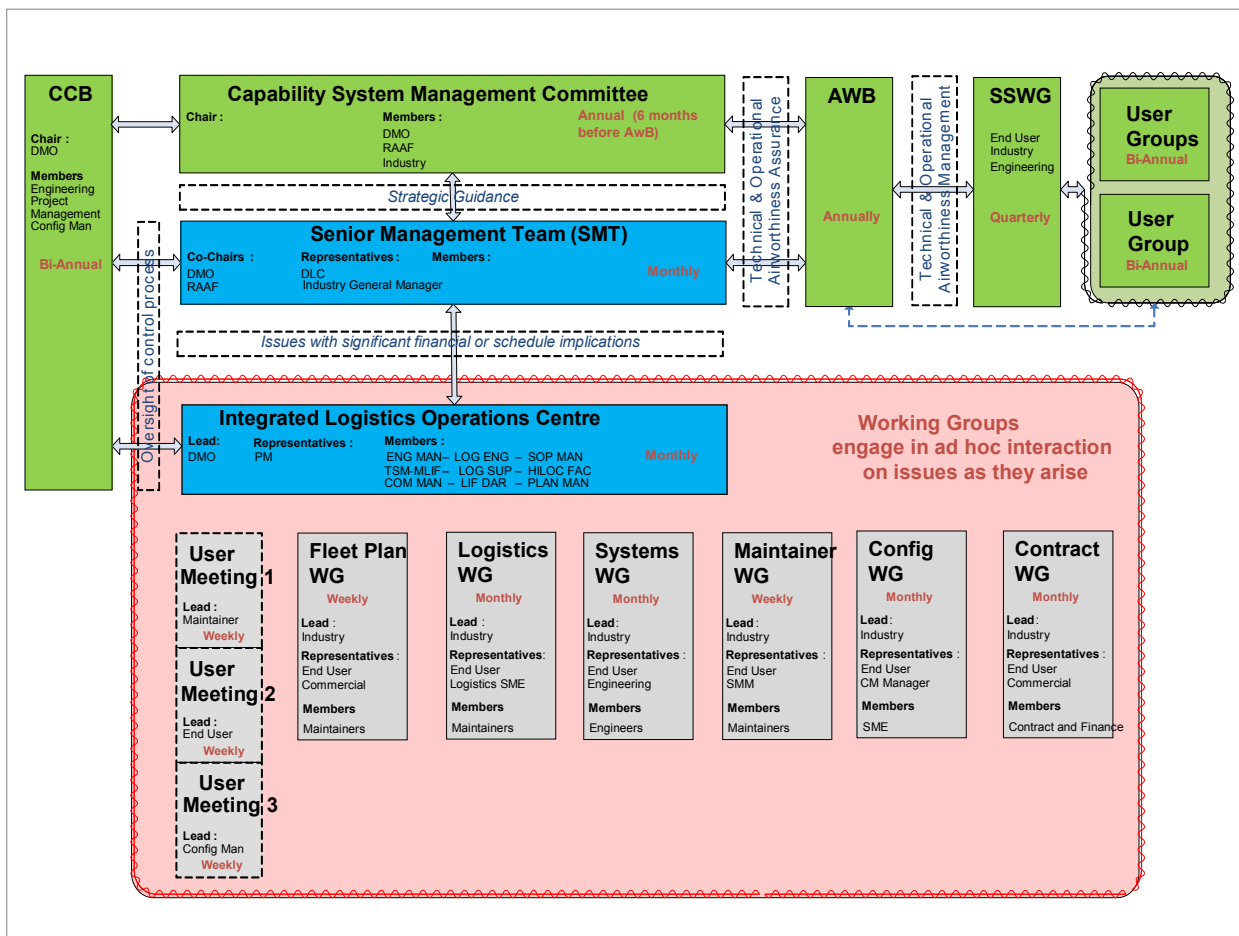 CCB
Chair :
DMO
Members
Engineering
Project
Management
Config Man
Bi-Annual
Capability System Management Committee
Chair :
Members :
DMO
RAAF
Industry
Annual (6 months
before AwB)
Strategic Guidance
Senior Management Team (SMT)
Co-Chairs :
DMO
RAAF
Representatives :
DLC
Industry General Manager
Members:
Monthly
Issues with significant financial or schedule implications
Oversight of control process
Technical & Operational
Airworthiness Assurance
AWB
Annually
Technical & Operational
Airworthiness Management
SSWG
End User
Industry
Engineering
Quarterly
User
Groups
Bi-Annual
User
Group
Bi-Annual
Integrated Logistics Operations Centre
Lead:
DMO
Representatives :
PM
Members :
ENG MAN– LOG ENG – SOP MAN
TSM-MLIF– LOG SUP – HILOC FAC
COM MAN – LIF DAR – PLAN MAN
Monthly
Working Groups
engage in ad hoc interaction
on issues as they arise
User
Meeting 1
Lead :
Maintainer
Weekly
User
Meeting 2
Lead :
End User
Weekly
User
Meeting 3
Lead :
Config Man
Weekly
Fleet Plan
WG
Weekly
Lead :
Industry
Representatives :
End User
Commercial
Members
Maintainers
Logistics
WG
Monthly
Lead :
Industry
Representatives:
End User
Logistics SME
Members
Maintainers
Systems
WG
Monthly
Lead :
Industry
Representatives :
End User
Engineering
Members
Engineers
Maintainer
WG
Weekly
Lead :
Industry
Representatives :
End User
SMM
Members
Maintainers
Config
WG
Monthly
Lead :
Industry
Representatives :
End User
CM Manager
Members
SME
Contract
WG
Monthly
Lead :
Industry
Representatives :
End User
Commercial
Members
Contract and Finance